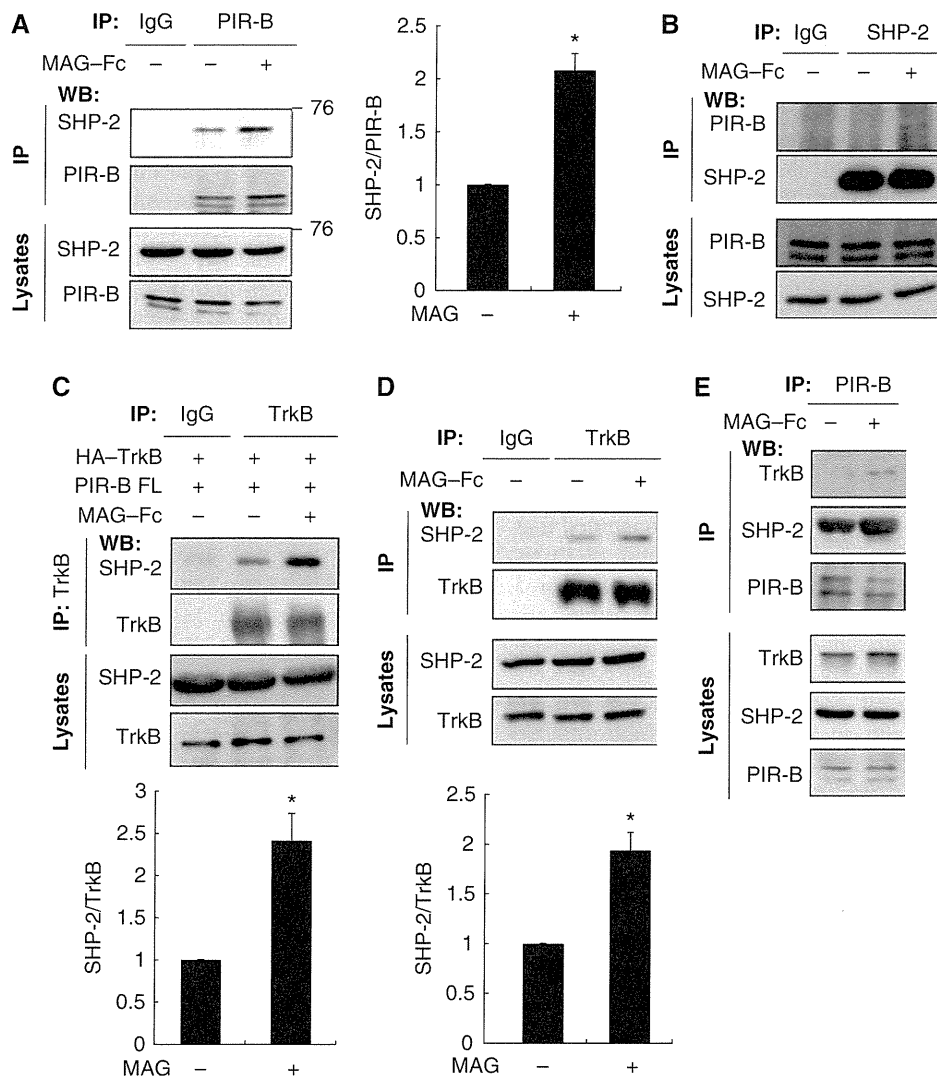 A
IP: IgG PIR-B
MAG–Fc – – +
WB:
IP
SHP-2
76
PIR-B
Lysates
SHP-2
76
PIR-B
SHP-2/PIR-B
2.5
2
1.5
1
0.5
0
*
MAG – +
B
IP: IgG SHP-2
MAG–Fc – – +
WB:
IP
PIR-B
SHP-2
Lysates
PIR-B
SHP-2
C
IP: IgG TrkB
HA–TrkB + + +
PIR-B FL + + +
MAG–Fc – – +
WB:
IP: TrkB
SHP-2
TrkB
Lysates
SHP-2
TrkB
SHP-2/TrkB
3
2.5
2
1.5
1
0.5
0
*
MAG – +
D
IP: IgG TrkB
MAG–Fc – – +
WB:
IP
SHP-2
TrkB
Lysates
SHP-2
TrkB
SHP-2/TrkB
2.5
2
1.5
1
0.5
0
*
MAG – +
E
IP: PIR-B
MAG–Fc – +
WB:
IP
TrkB
SHP-2
PIR-B
Lysates
TrkB
SHP-2
PIR-B